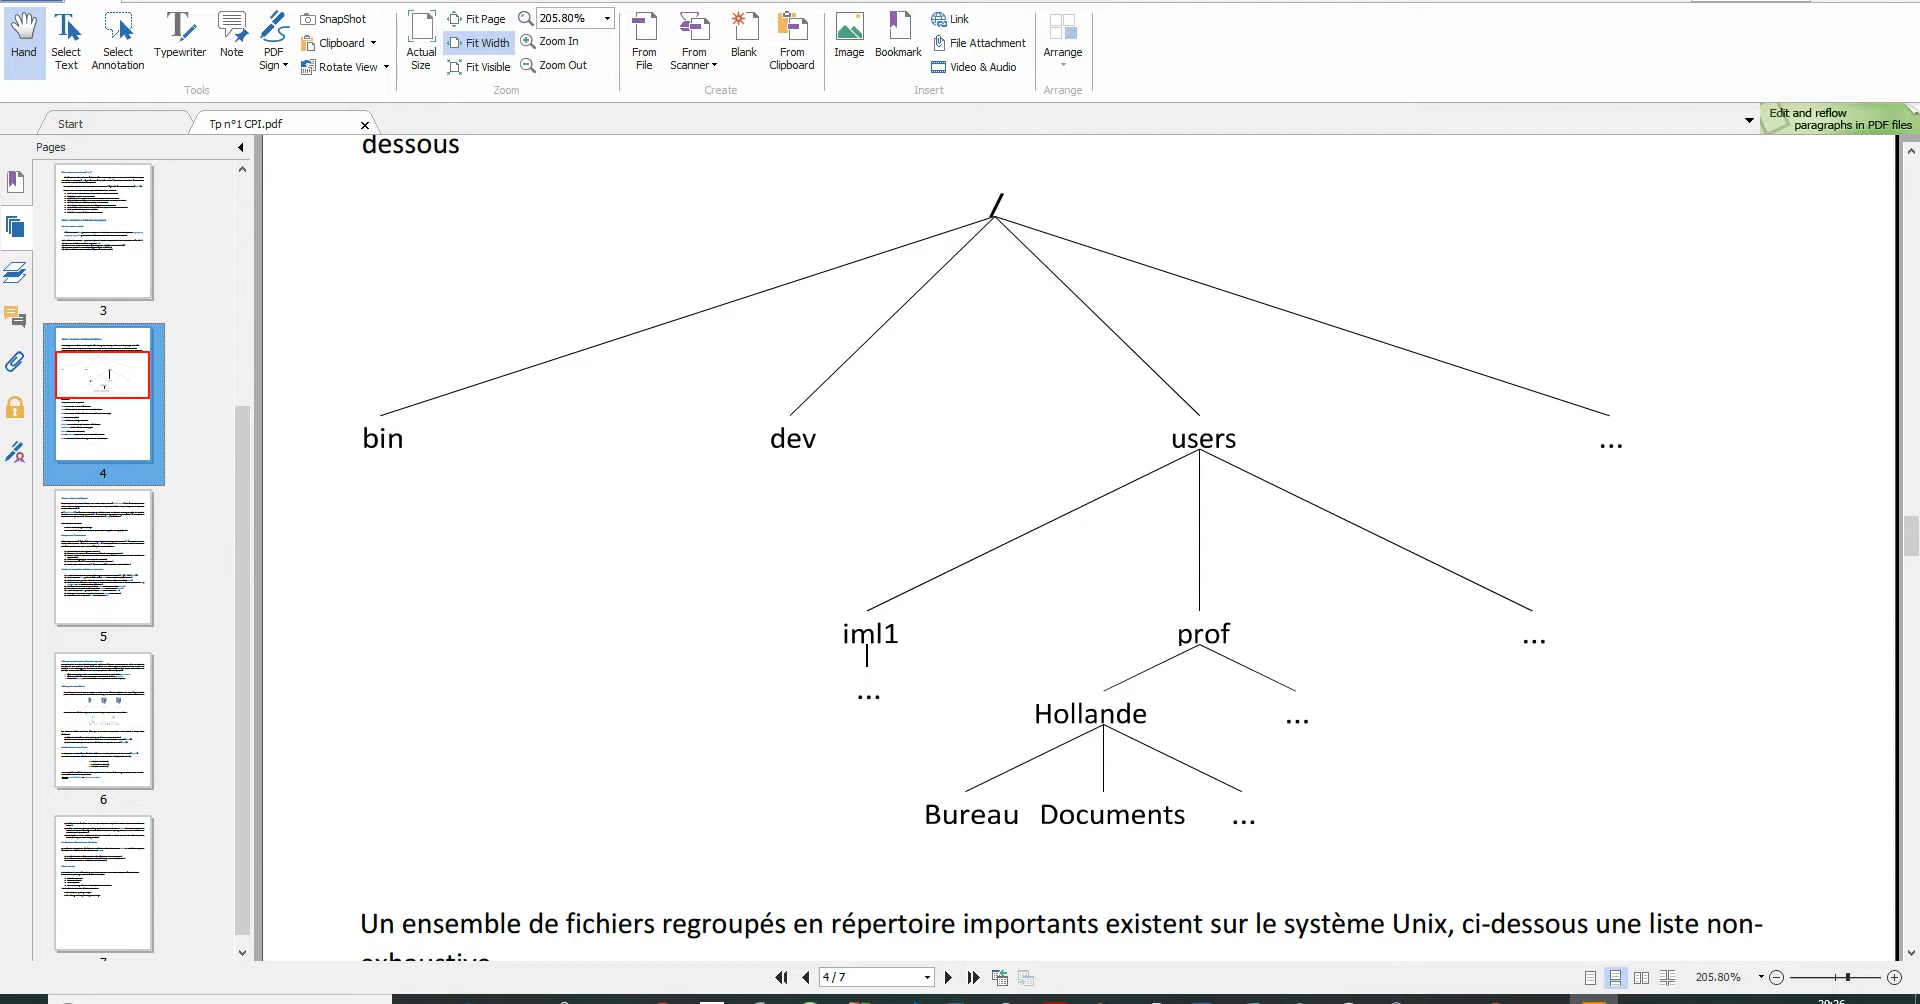 Hand
Select Text
Select Annotation
Typewriter
Note
PDF Sign
SnapShot
Clipboard
Rotate View
Tools
Actual Size
Fit Page
Fit Width
Fit Visible
205.80%
Zoom In
Zoom Out
Zoom
From File
From Scanner
Blank
From Clipboard
Create
Image
Bookmark
Link
File Attachment
Video & Audio
Insert
Arrange
Arrange
Start
Tp n°1 CPI.pdf
Edit and reflow
paragraphs in PDF files
Pages
3
4
5
6
dessous
/
bin dev users ...
iml1 prof ...
...
Hollande ...
Bureau Documents ...
Un ensemble de fichiers regroupés en répertoire importants existent sur le système Unix, ci-dessous une liste non-
exhaustive
4 / 7
205.80%